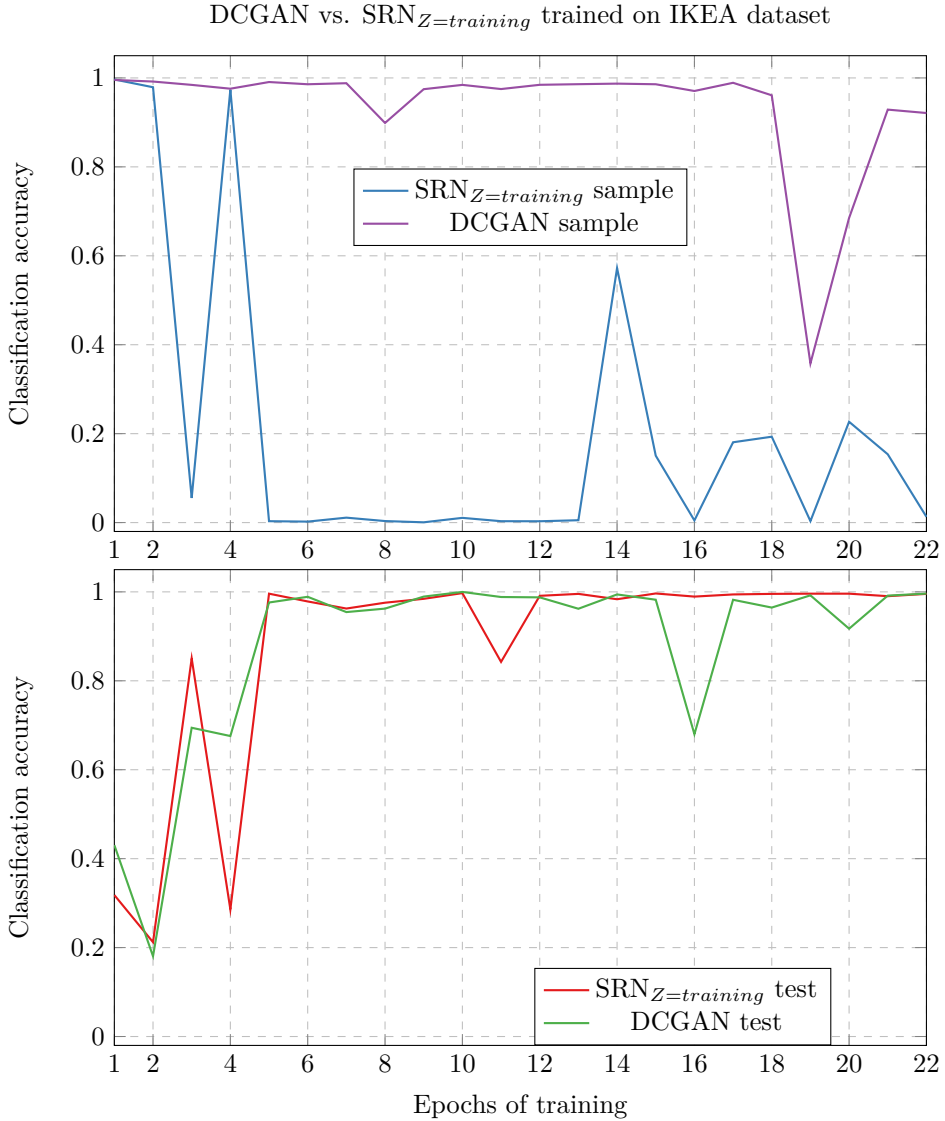 DCGAN vs. SRN_{Z=training} trained on IKEA dataset
1
0.8
0.6
0.4
0.2
0
Classification accuracy
SRN_{Z=training} sample
DCGAN sample
1 2 4 6 8 10 12 14 16 18 20 22
1
0.8
0.6
0.4
0.2
0
Classification accuracy
SRN_{Z=training} test
DCGAN test
1 2 4 6 8 10 12 14 16 18 20 22
Epochs of training